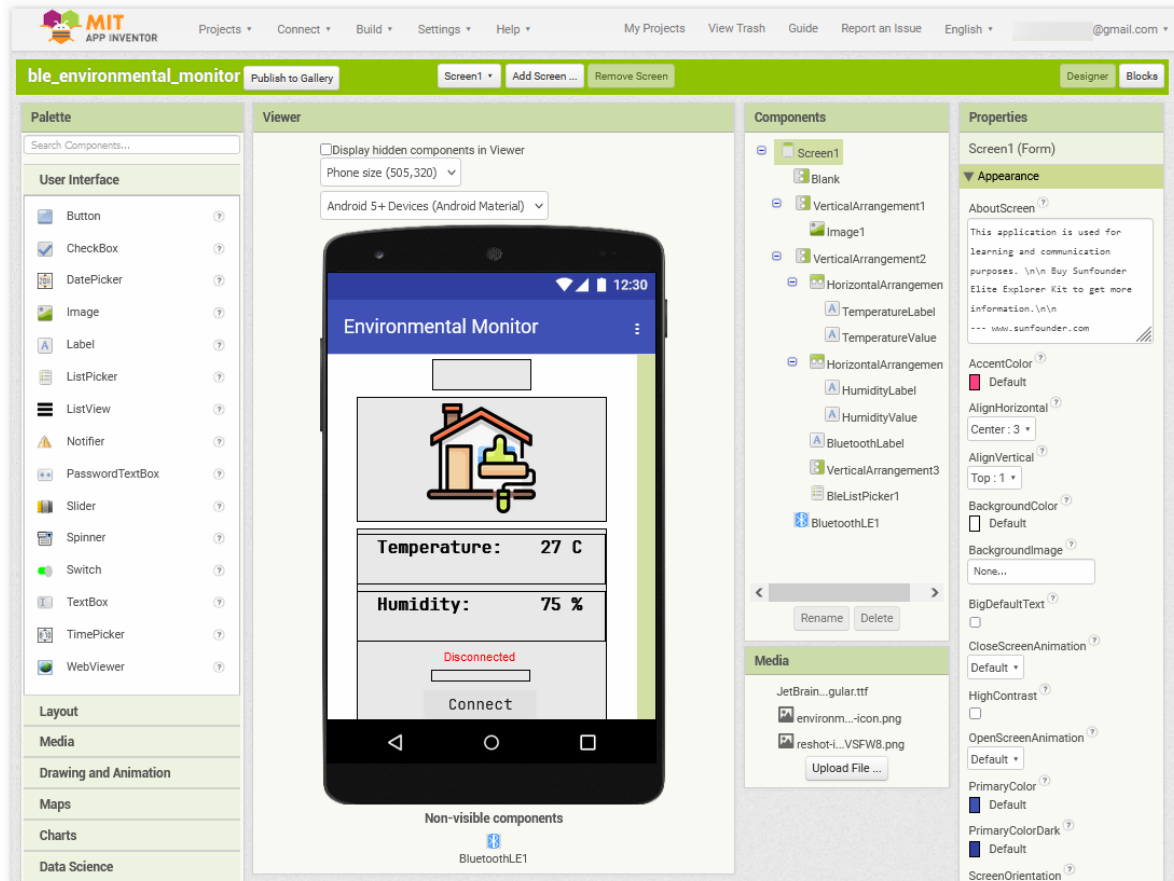 MIT
APP INVENTOR
Projects
Connect
Build
Settings
Help
My Projects
View Trash
Guide
Report an Issue
English
@gmail.com
ble_environmental_monitor
Publish to Gallery
Screen1
Add Screen ...
Remove Screen
Designer
Blocks
Palette
Search Components...
User Interface
Button
CheckBox
DatePicker
Image
Label
ListPicker
ListView
Notifier
PasswordTextBox
Slider
Spinner
Switch
TextBox
TimePicker
WebViewer
Layout
Media
Drawing and Animation
Maps
Charts
Data Science
Viewer
Display hidden components in Viewer
Phone size (505,320)
Android 5+ Devices (Android Material)
12:30
Environmental Monitor
Temperature: 27 C
Humidity: 75 %
Disconnected
Connect
Non-visible components
BluetoothLE1
Components
Screen1
Blank
VerticalArrangement1
Image1
VerticalArrangement2
HorizontalArrangemen
TemperatureLabel
TemperatureValue
HorizontalArrangemen
HumidityLabel
HumidityValue
BluetoothLabel
VerticalArrangement3
BleListPicker1
BluetoothLE1
Rename
Delete
Media
JetBrain...gular.ttf
environm...-icon.png
reshot-i...VSFW8.png
Upload File ...
Properties
Screen1 (Form)
Appearance
AboutScreen
This application is used for
learning and communication
purposes. \n\n Buy Sunfounder
Elite Explorer Kit to get more
information.\n\n
--- www.sunfounder.com
AccentColor
Default
AlignHorizontal
Center : 3
AlignVertical
Top : 1
BackgroundColor
Default
BackgroundImage
None...
BigDefaultText
CloseScreenAnimation
Default
HighContrast
OpenScreenAnimation
Default
PrimaryColor
Default
PrimaryColorDark
Default
ScreenOrientation